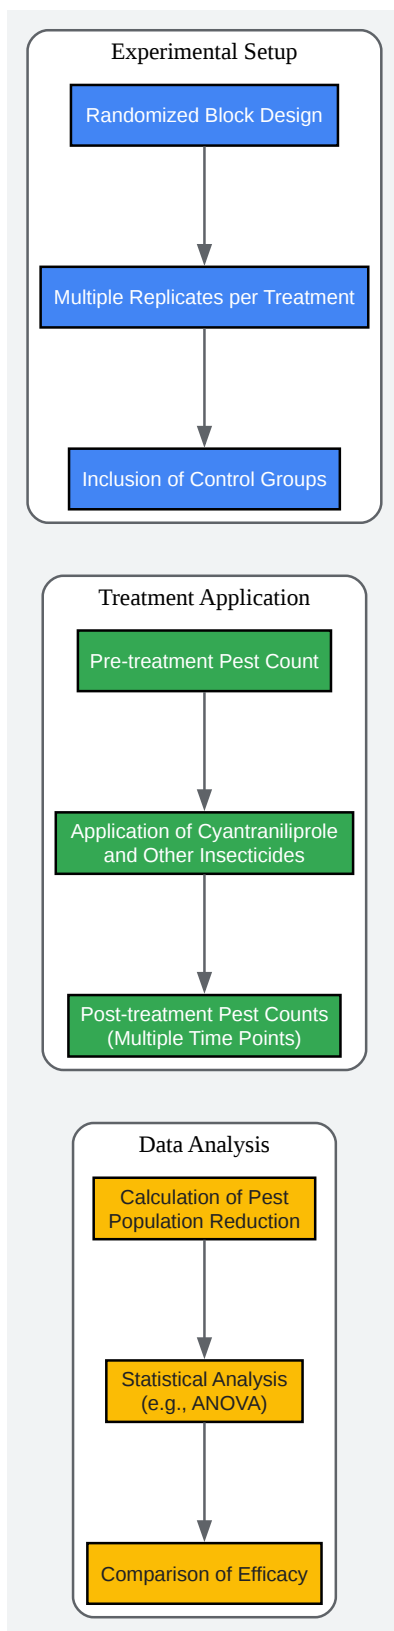 Experimental Setup
Randomized Block Design
Multiple Replicates per Treatment
Inclusion of Control Groups
Treatment Application
Pre-treatment Pest Count
Application of Cyantraniliprole
and Other Insecticides
Post-treatment Pest Counts
(Multiple Time Points)
Data Analysis
Calculation of Pest
Population Reduction
Statistical Analysis
(e.g., ANOVA)
Comparison of Efficacy